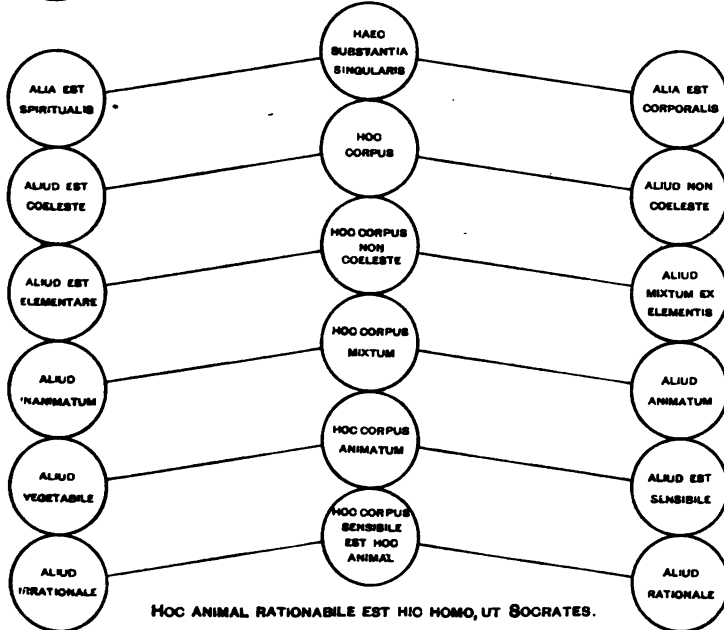 HAEC
SUBSTANTIA
SINGULARIS
ALIA EST
SPIRITUALIS
ALIA EST
CORPORALIS
HOC
CORPUS
ALIUD EST
COELESTE
ALIUD NON
COELESTE
HOC CORPUS
NON
COELESTE
ALIUD EST
ELEMENTARE
ALIUD
MIXTUM EX
ELEMENTIS
HOC CORPUS
MIXTUM
ALIUD
INANIMATUM
ALIUD
ANIMATUM
HOC CORPUS
ANIMATUM
ALIUD
VEGETABILE
ALIUD EST
SENSIBILE
HOC CORPUS
SENSIBILE
EST HOC
ANIMAL
ALIUD
IRRATIONALE
ALIUD
RATIONALE
HOC ANIMAL RATIONABILE EST HIC HOMO, UT SOCRATES.